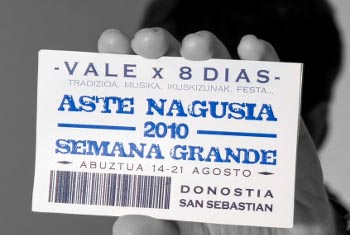 -VALE x 8 DIAS-
TRADIZIOA, MUSIKA, IKUSKIZUNAK, FESTA...
ASTE NAGUSIA
2010
SEMANA GRANDE
ABUZTUA 14-21 AGOSTO
DONOSTIA
SAN SEBASTIAN